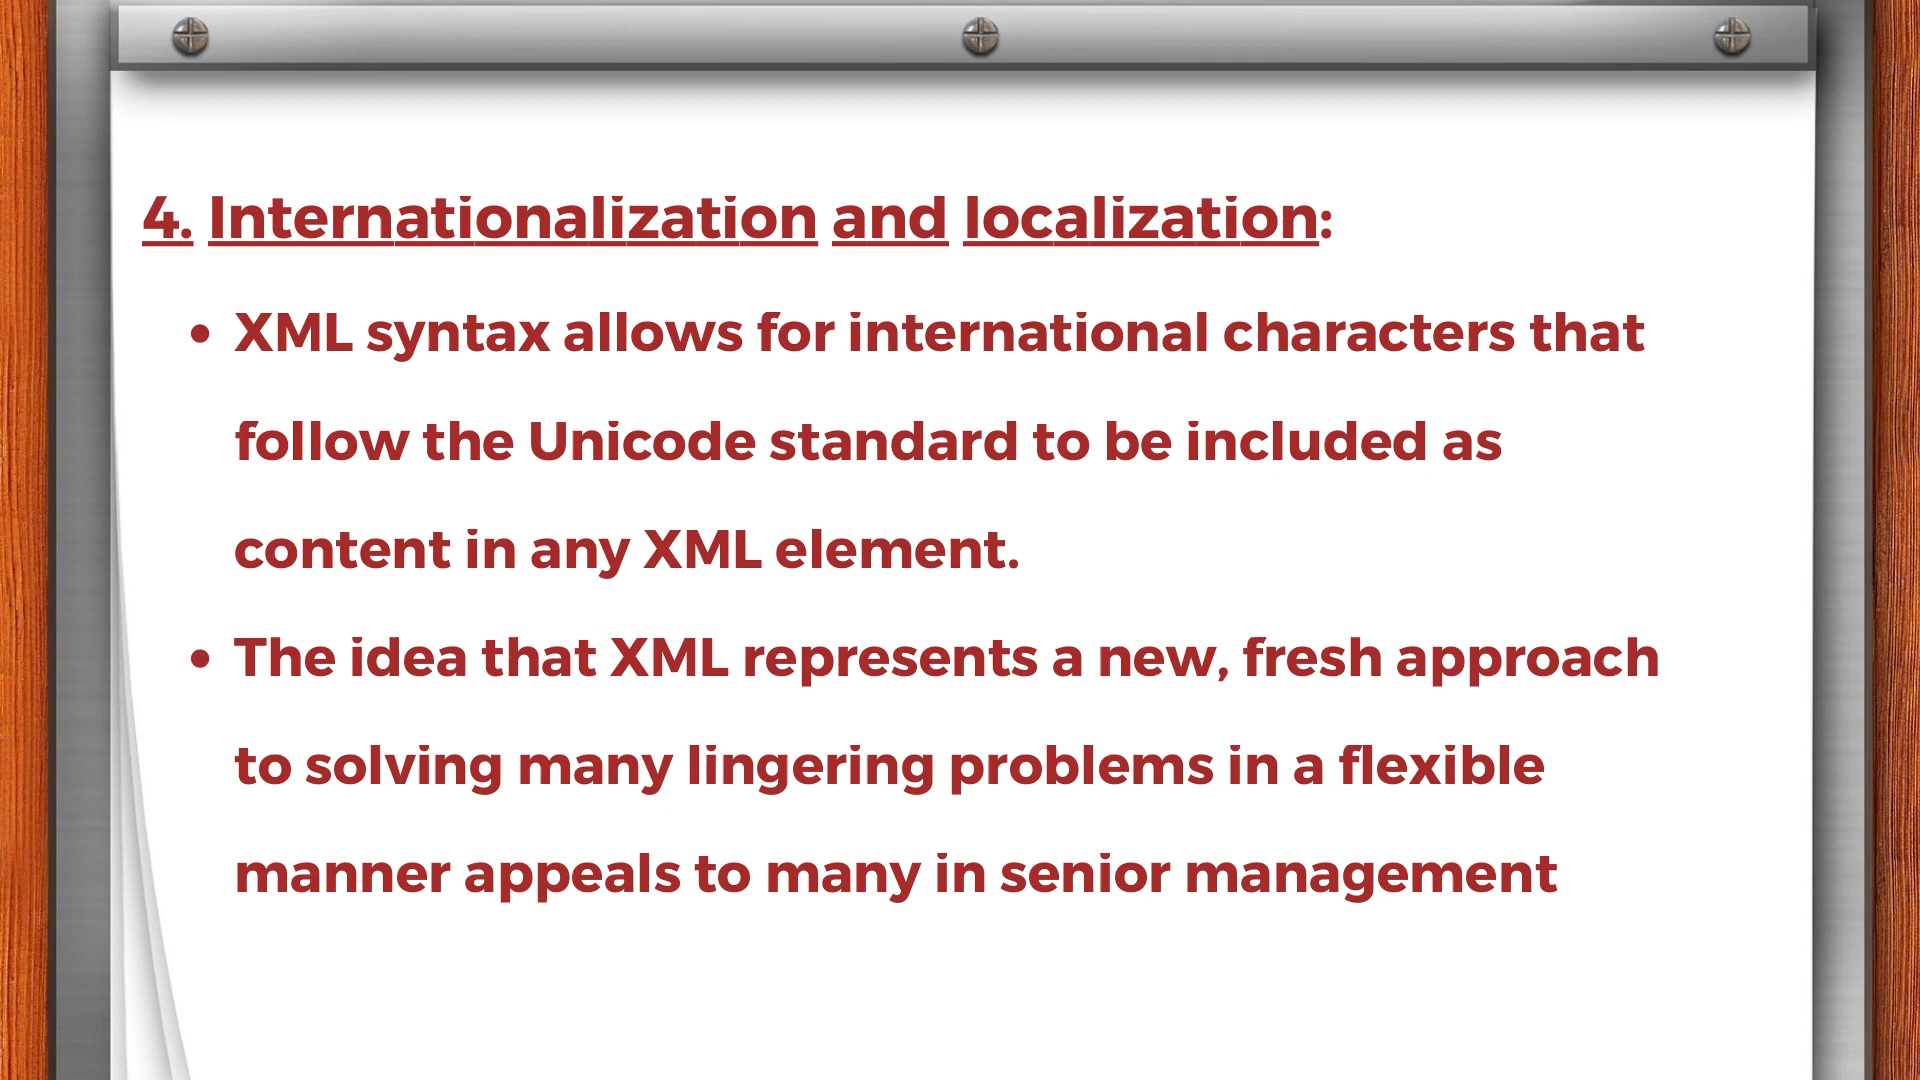 4. Internationalization and localization:
• XML syntax allows for international characters that
follow the Unicode standard to be included as
content in any XML element.
• The idea that XML represents a new, fresh approach
to solving many lingering problems in a flexible
manner appeals to many in senior management